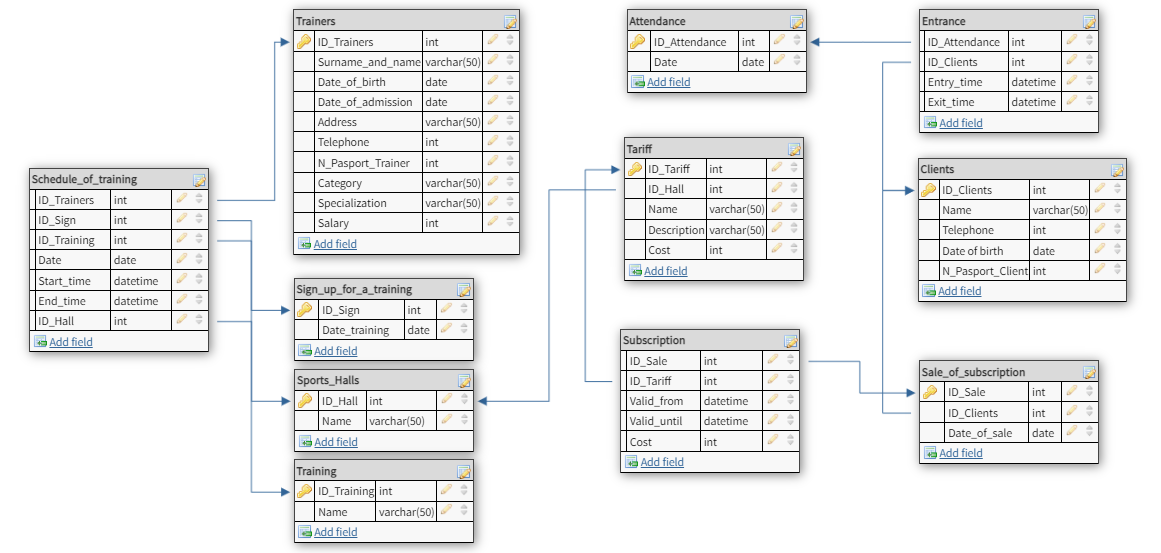 Trainers
ID_Trainers int
Surname_and_name varchar(50)
Date_of_birth date
Date_of_admission date
Address varchar(50)
Telephone int
N_Pasport_Trainer int
Category varchar(50)
Specialization varchar(50)
Salary int
Add field
Attendance
ID_Attendance int
Date date
Add field
Entrance
ID_Attendance int
ID_Clients int
Entry_time datetime
Exit_time datetime
Add field
Tariff
ID_Tariff int
ID_Hall int
Name varchar(50)
Description varchar(50)
Cost int
Add field
Clients
ID_Clients int
Name varchar(50)
Telephone int
Date of birth date
N_Pasport_Client int
Add field
Schedule_of_training
ID_Trainers int
ID_Sign int
ID_Training int
Date date
Start_time datetime
End_time datetime
ID_Hall int
Add field
Sign_up_for_a_training
ID_Sign int
Date_training date
Add field
Sports_Halls
ID_Hall int
Name varchar(50)
Add field
Training
ID_Training int
Name varchar(50)
Add field
Subscription
ID_Sale int
ID_Tariff int
Valid_from datetime
Valid_until datetime
Cost int
Add field
Sale_of_subscription
ID_Sale int
ID_Clients int
Date_of_sale date
Add field